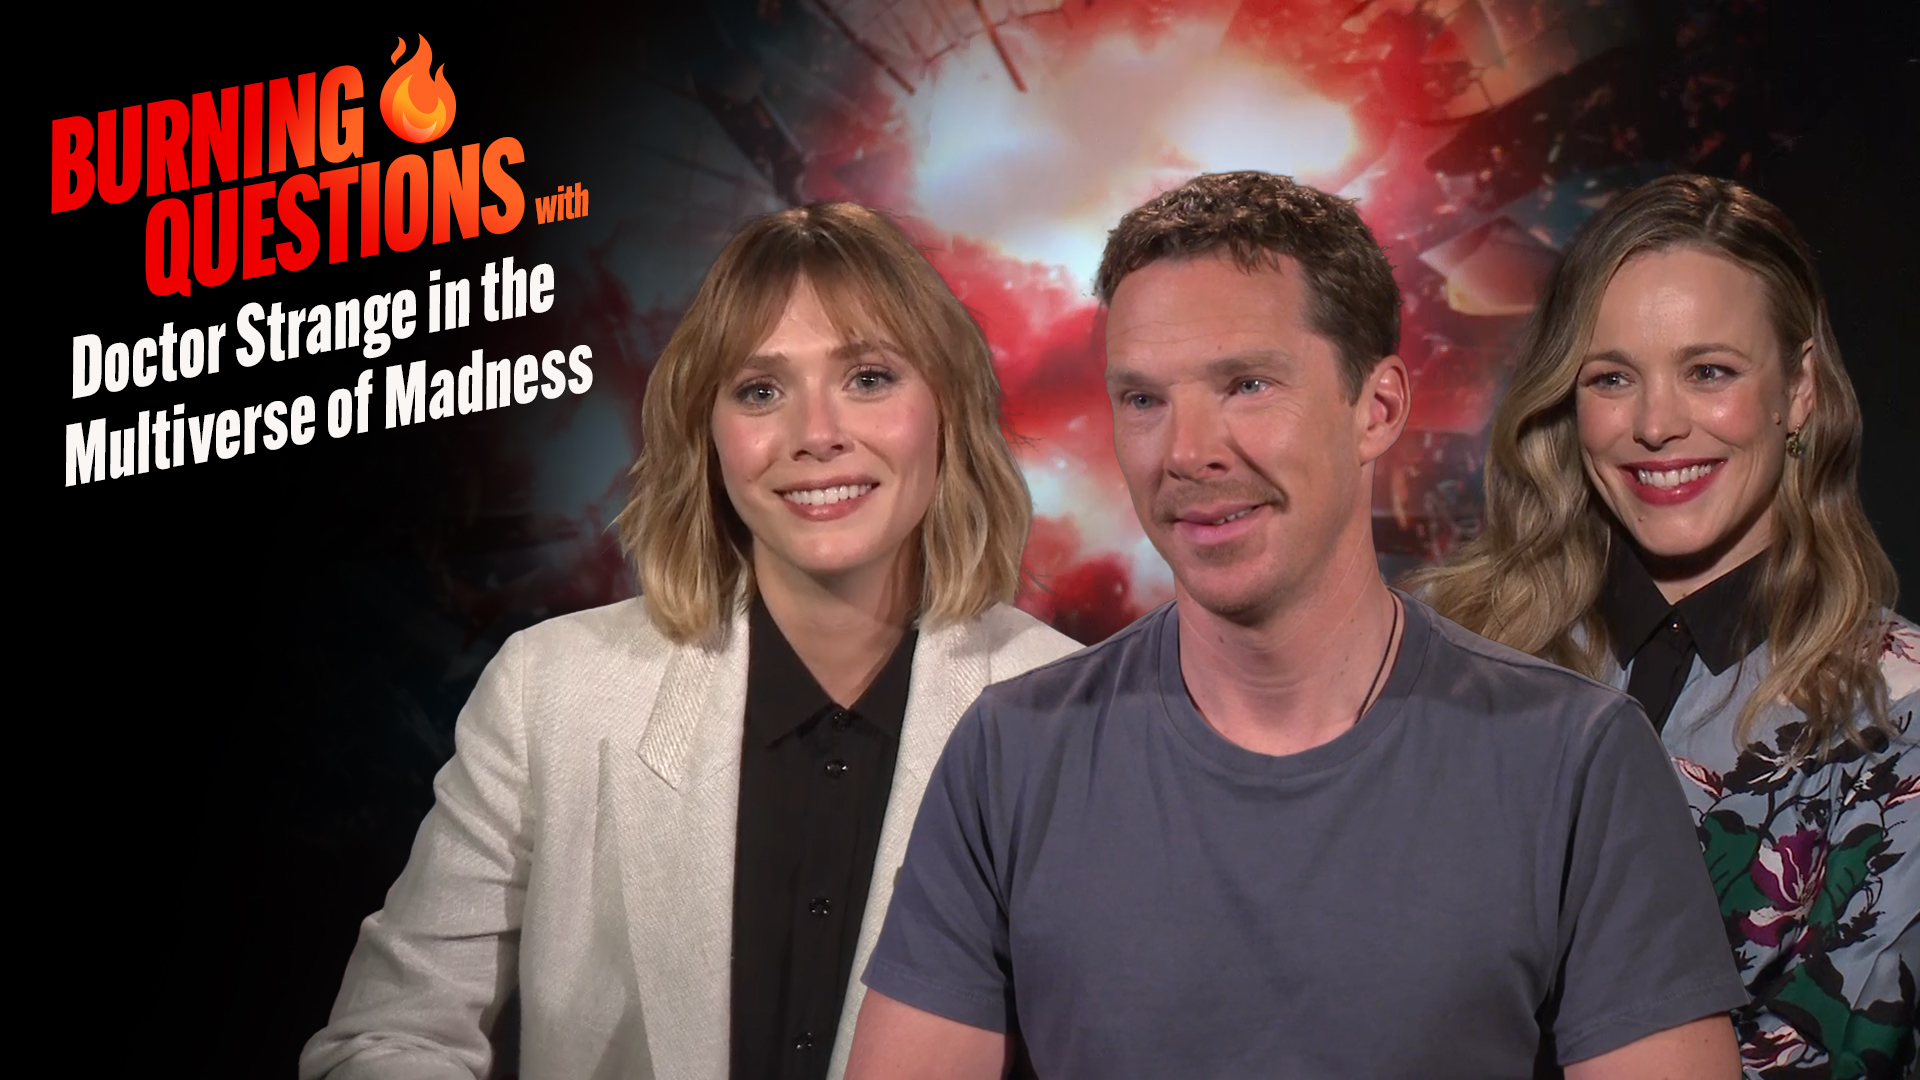 BURNING
QUESTIONS with
Doctor Strange in the
Multiverse of Madness